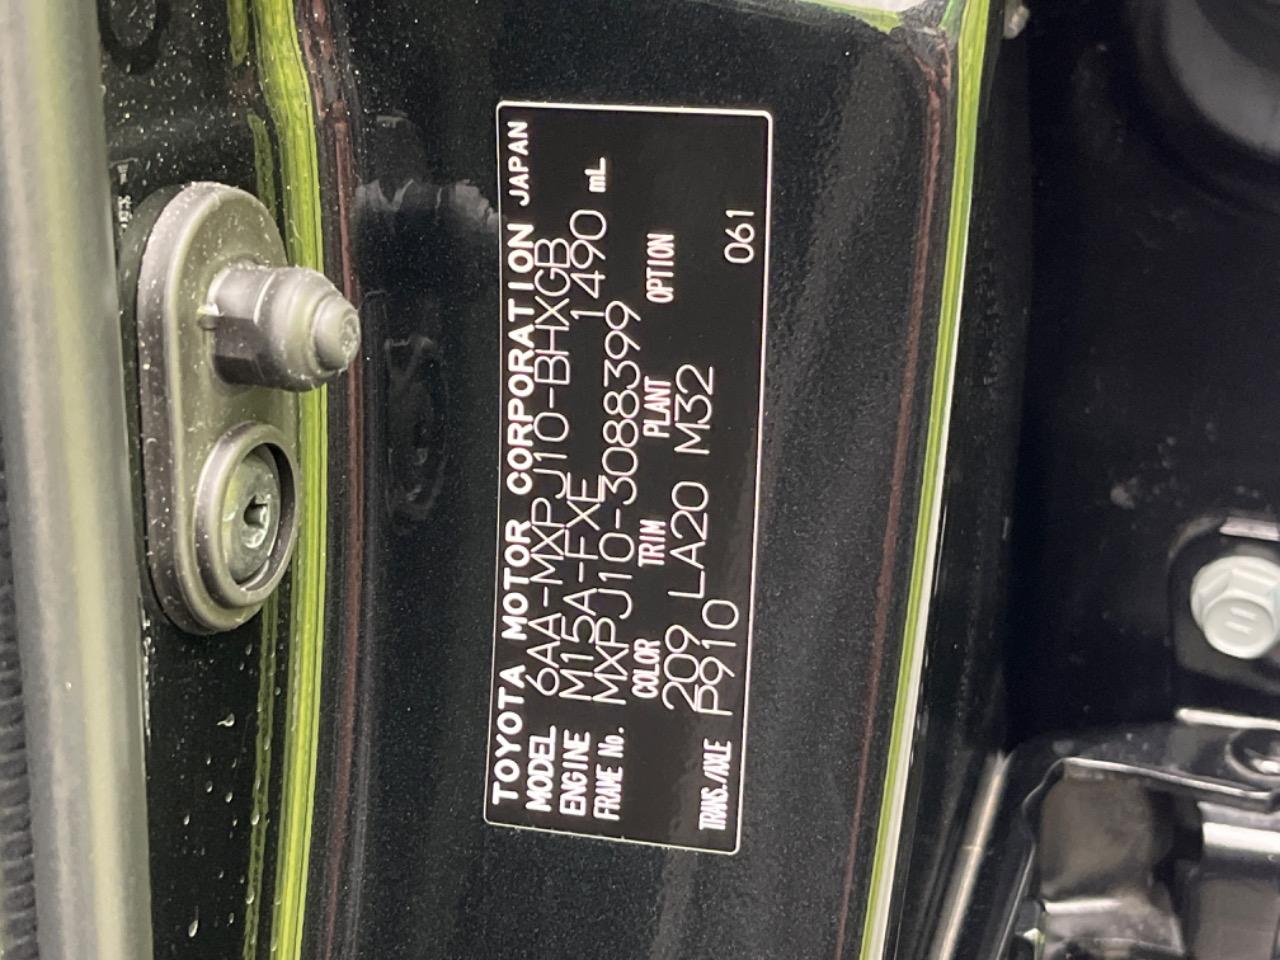 TOYOTA MOTOR CORPORATION JAPAN
MODEL 6AA-MXPJ10-BHXGB
ENGINE M15A-FXE 1490 mL
FRAME No. MXPJ10-3088399
COLOR TRIM PLANT OPTION
209 LA20 M32
TRANS./AXLE P910 061